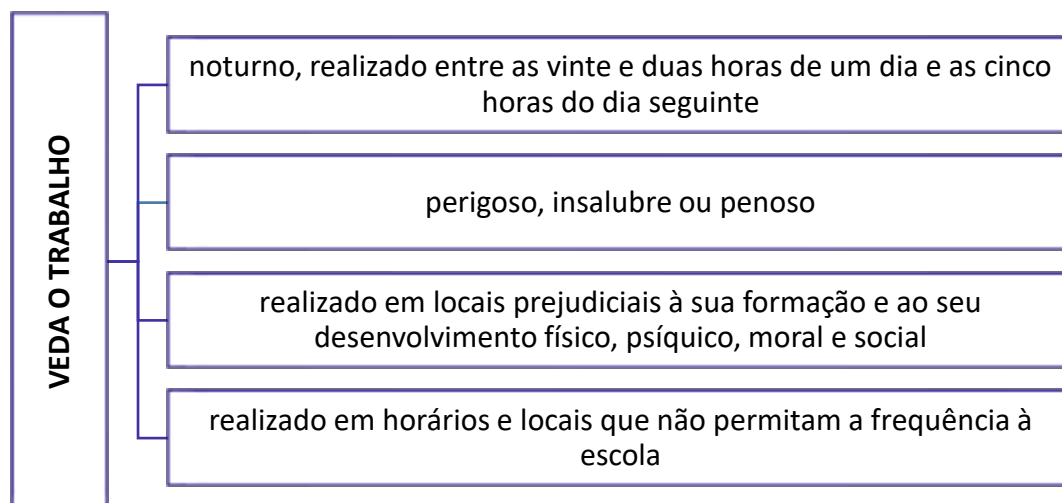 VEDA O TRABALHO
noturno, realizado entre as vinte e duas horas de um dia e as cinco
horas do dia seguinte
perigoso, insalubre ou penoso
realizado em locais prejudiciais à sua formação e ao seu
desenvolvimento físico, psíquico, moral e social
realizado em horários e locais que não permitam a frequência à
escola